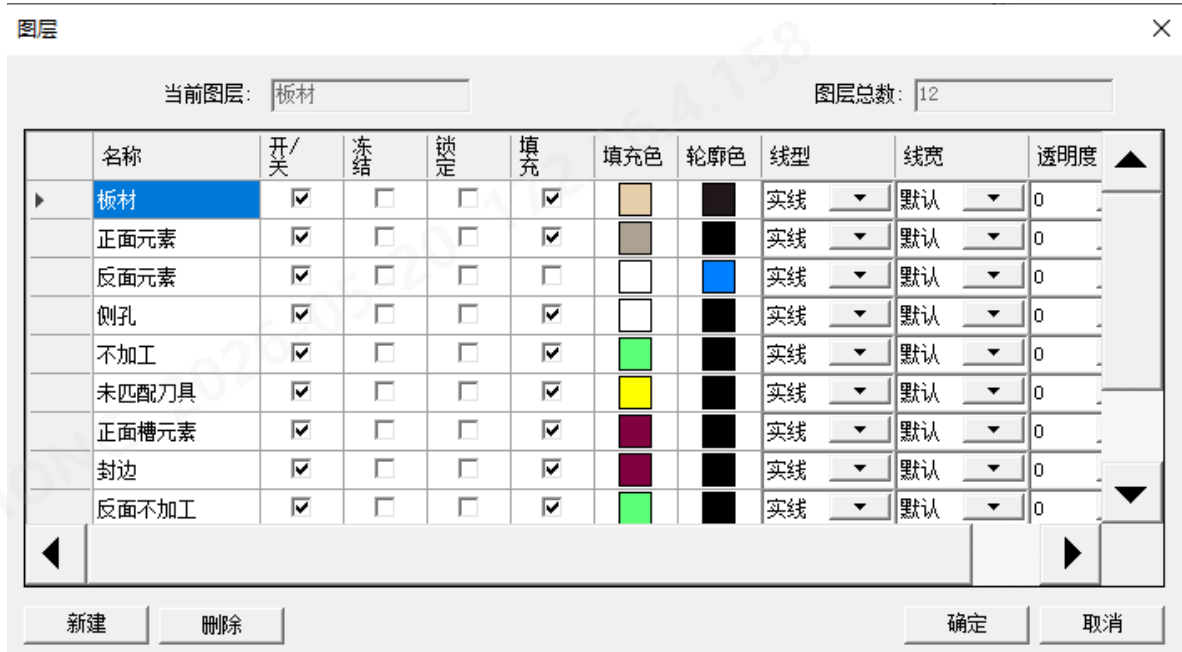 图层
当前图层: 板材 图层总数: 12
名称 开/关 冻结 锁定 填充 填充色 轮廓色 线型 线宽 透明度
板材 实线 默认 0
正面元素 实线 默认 0
反面元素 实线 默认 0
侧孔 实线 默认 0
不加工 实线 默认 0
未匹配刀具 实线 默认 0
正面槽元素 实线 默认 0
封边 实线 默认 0
反面不加工 实线 默认 0
新建 删除 确定 取消